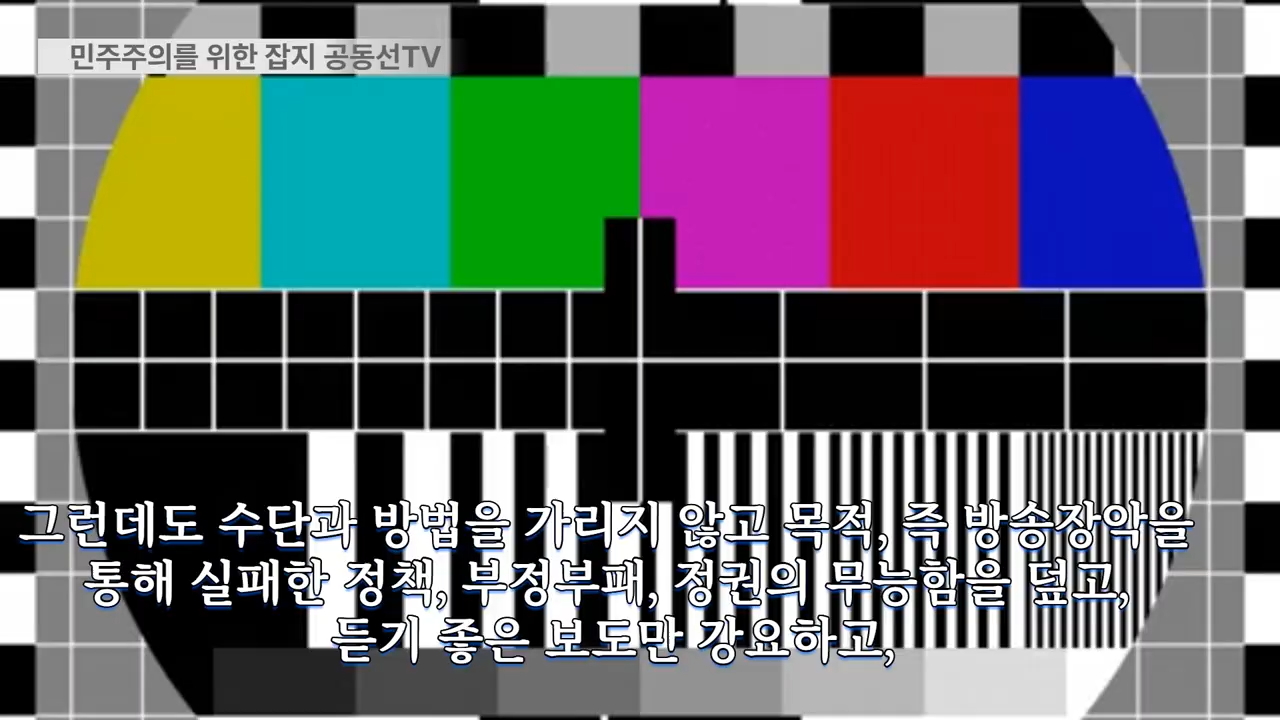 민주주의를 위한 잡지 공동선TV
그런데도 수단과 방법을 가리지 않고 목적, 즉 방송장악을
통해 실패한 정책, 부정부패, 정권의 무능함을 덮고,
듣기 좋은 보도만 강요하고,